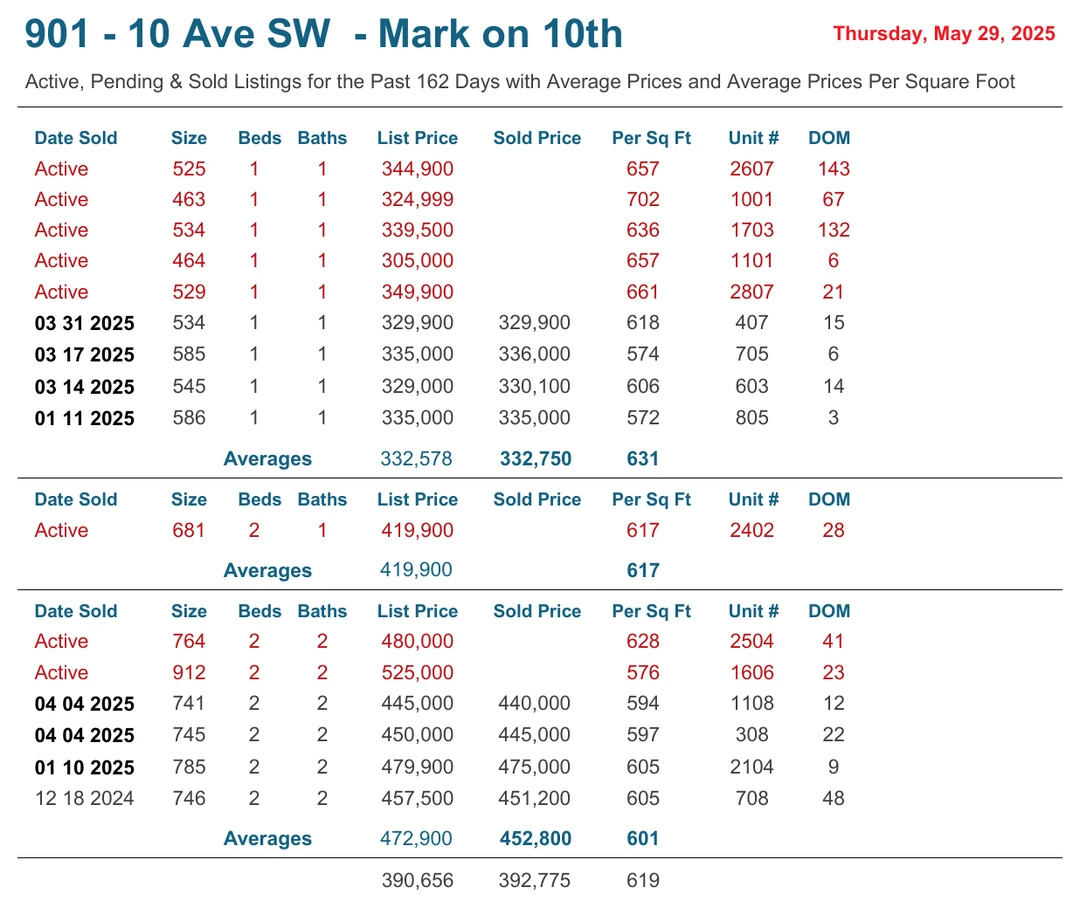 901 - 10 Ave SW - Mark on 10th Thursday, May 29, 2025
Active, Pending & Sold Listings for the Past 162 Days with Average Prices and Average Prices Per Square Foot
Date Sold Size Beds Baths List Price Sold Price Per Sq Ft Unit # DOM
Active 525 1 1 344,900 657 2607 143
Active 463 1 1 324,999 702 1001 67
Active 534 1 1 339,500 636 1703 132
Active 464 1 1 305,000 657 1101 6
Active 529 1 1 349,900 661 2807 21
03 31 2025 534 1 1 329,900 329,900 618 407 15
03 17 2025 585 1 1 335,000 336,000 574 705 6
03 14 2025 545 1 1 329,000 330,100 606 603 14
01 11 2025 586 1 1 335,000 335,000 572 805 3
Averages 332,578 332,750 631
Date Sold Size Beds Baths List Price Sold Price Per Sq Ft Unit # DOM
Active 681 2 1 419,900 617 2402 28
Averages 419,900 617
Date Sold Size Beds Baths List Price Sold Price Per Sq Ft Unit # DOM
Active 764 2 2 480,000 628 2504 41
Active 912 2 2 525,000 576 1606 23
04 04 2025 741 2 2 445,000 440,000 594 1108 12
04 04 2025 745 2 2 450,000 445,000 597 308 22
01 10 2025 785 2 2 479,900 475,000 605 2104 9
12 18 2024 746 2 2 457,500 451,200 605 708 48
Averages 472,900 452,800 601
390,656 392,775 619